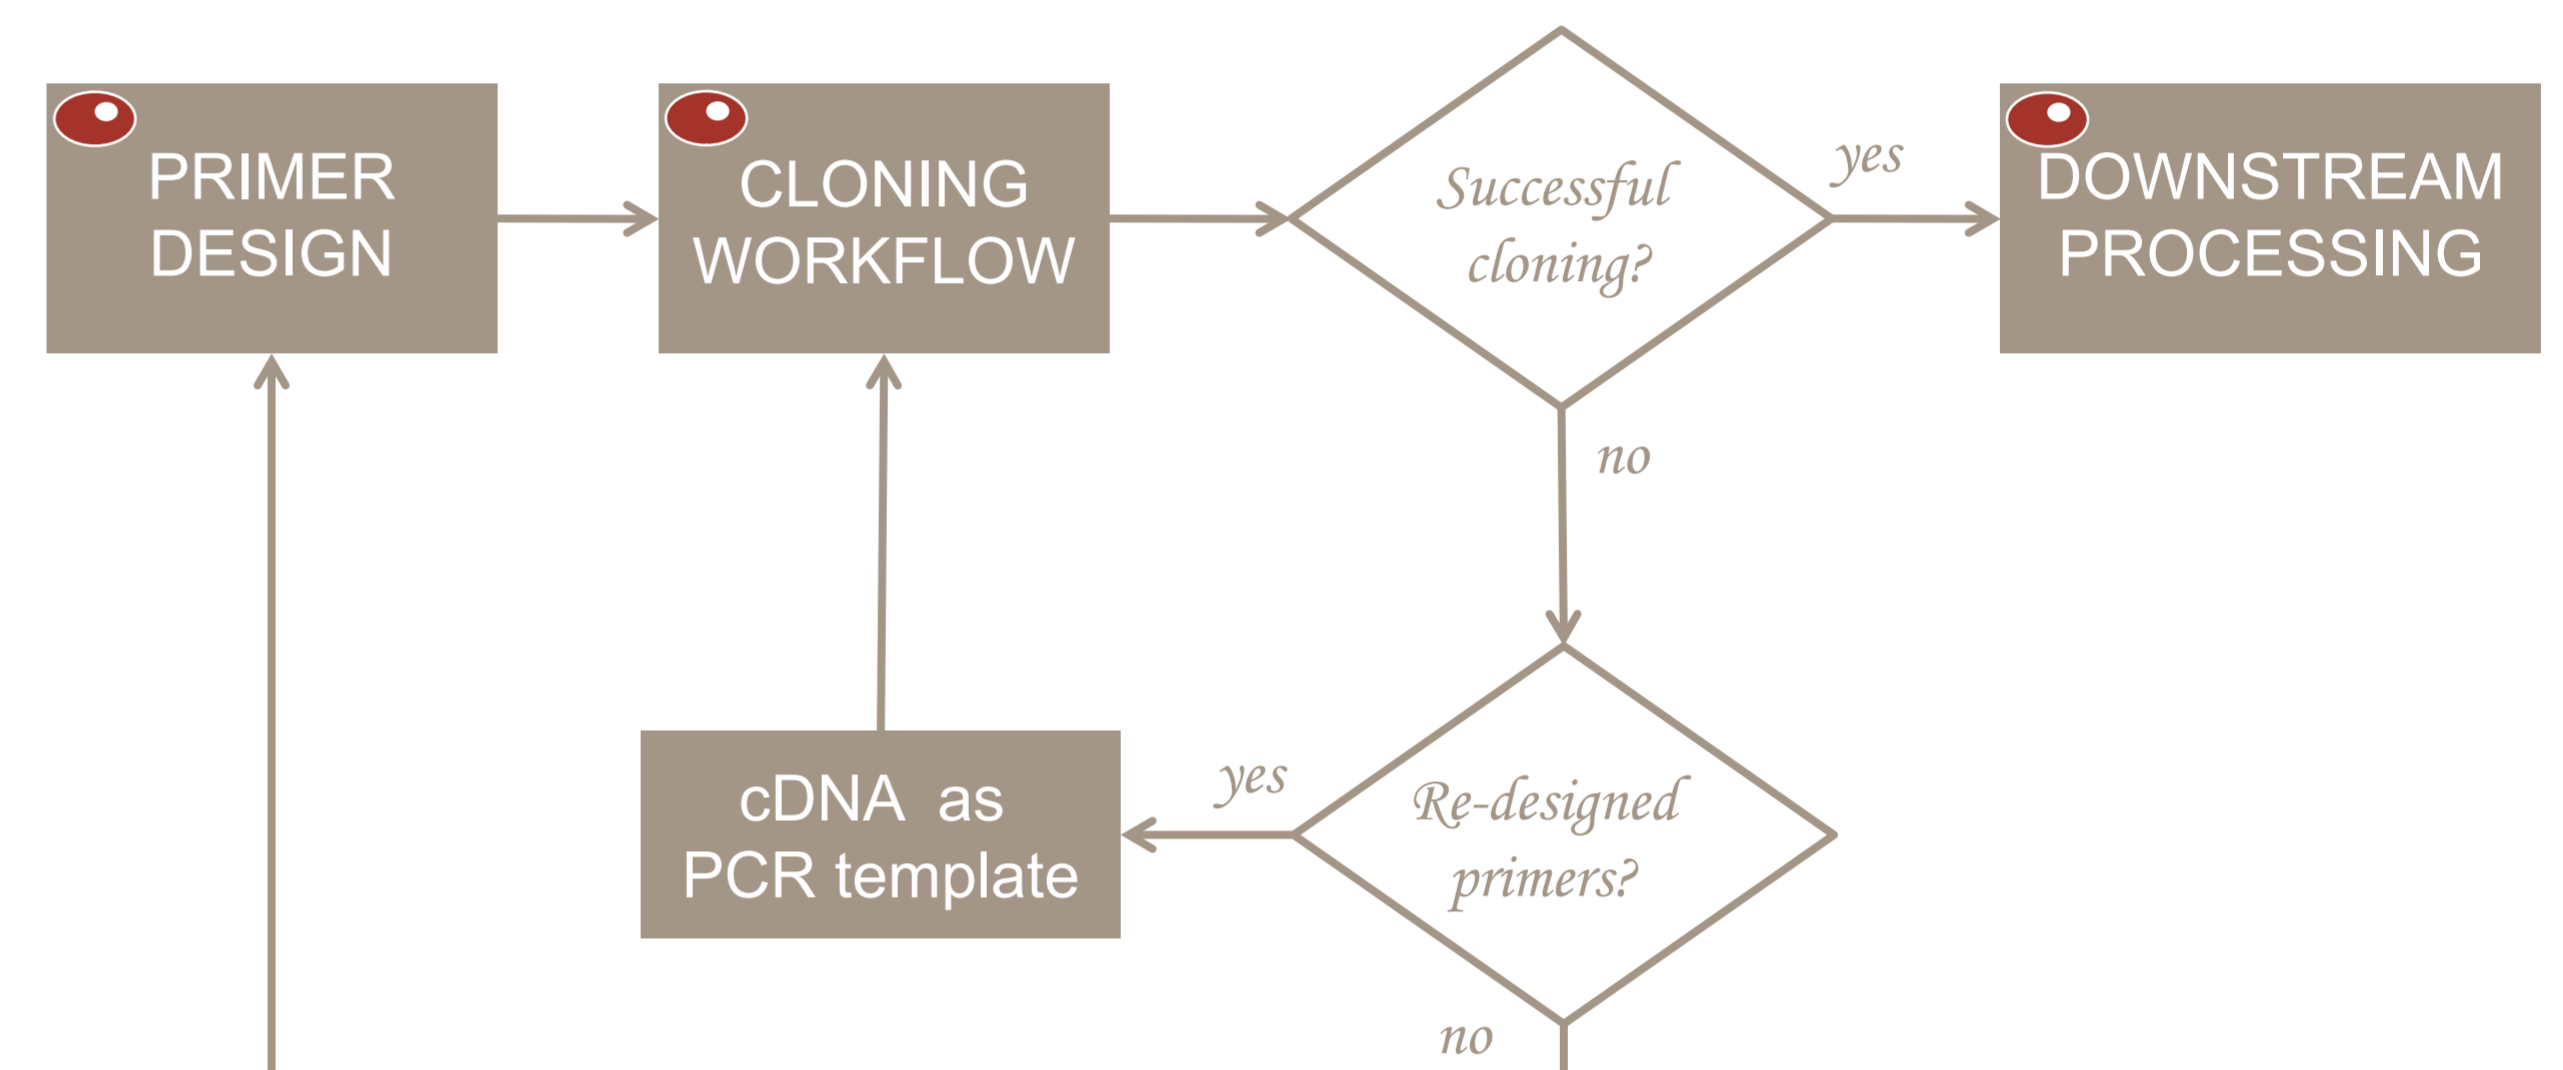 PRIMER
DESIGN
CLONING
WORKFLOW
Successful
cloning?
yes
DOWNSTREAM
PROCESSING
no
cDNA as
PCR template
yes
Re-designed
primers?
no